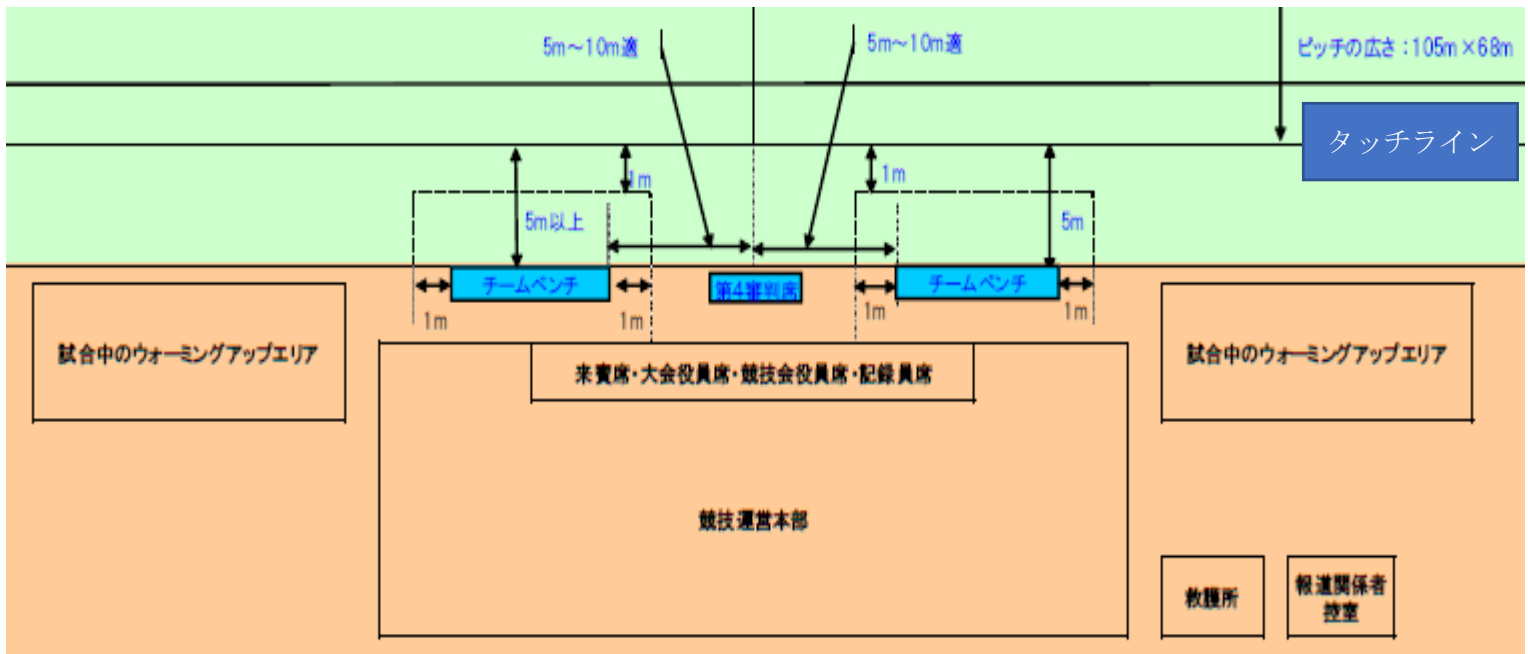 5m~10m適
5m~10m適
ピッチの広さ：105m×68m
タッチライン
1m
1m
5m以上
5m
チームベンチ
第4審判席
チームベンチ
1m
1m
1m
1m
試合中のウォーミングアップエリア
来賓席・大会役員席・競技会役員席・記録員席
試合中のウォーミングアップエリア
競技運営本部
救護所
報道関係者
控室